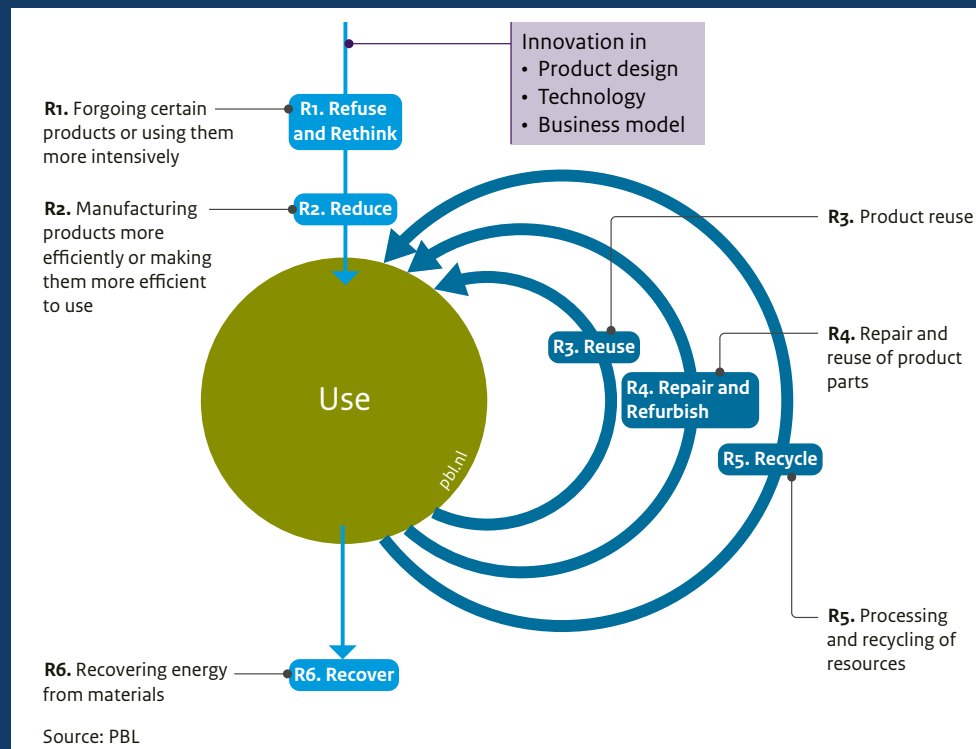 Innovation in
• Product design
• Technology
• Business model
R1. Forgoing certain
products or using them
more intensively
R1. Refuse
and Rethink
R2. Manufacturing
products more
efficiently or making
them more efficient
to use
R2. Reduce
R3. Product reuse
R3. Reuse
R4. Repair and
reuse of product
parts
R4. Repair and
Refurbish
Use
pbl.nl
R5. Recycle
R5. Processing
and recycling of
resources
R6. Recovering energy
from materials
R6. Recover
Source: PBL